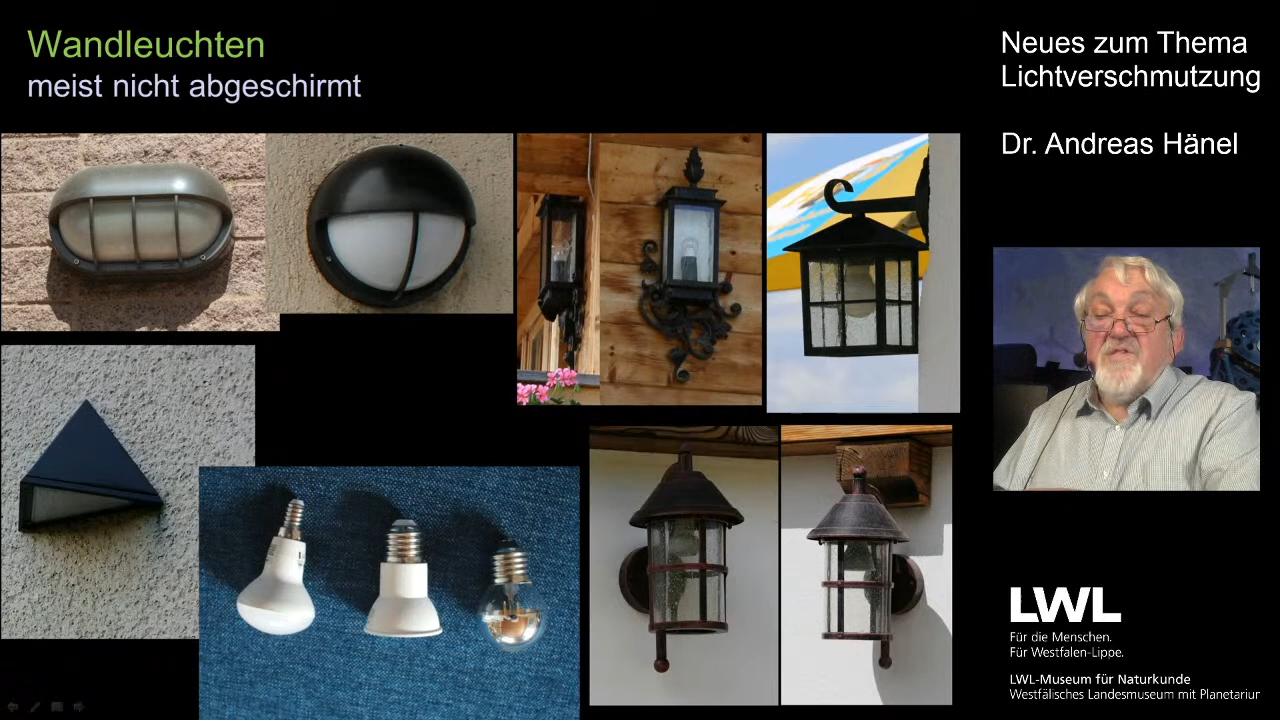 Wandleuchten
meist nicht abgeschirmt
Neues zum Thema
Lichtverschmutzung
Dr. Andreas Hänel
LWL
Für die Menschen.
Für Westfalen-Lippe.
LWL-Museum für Naturkunde
Westfälisches Landesmuseum mit Planetarium